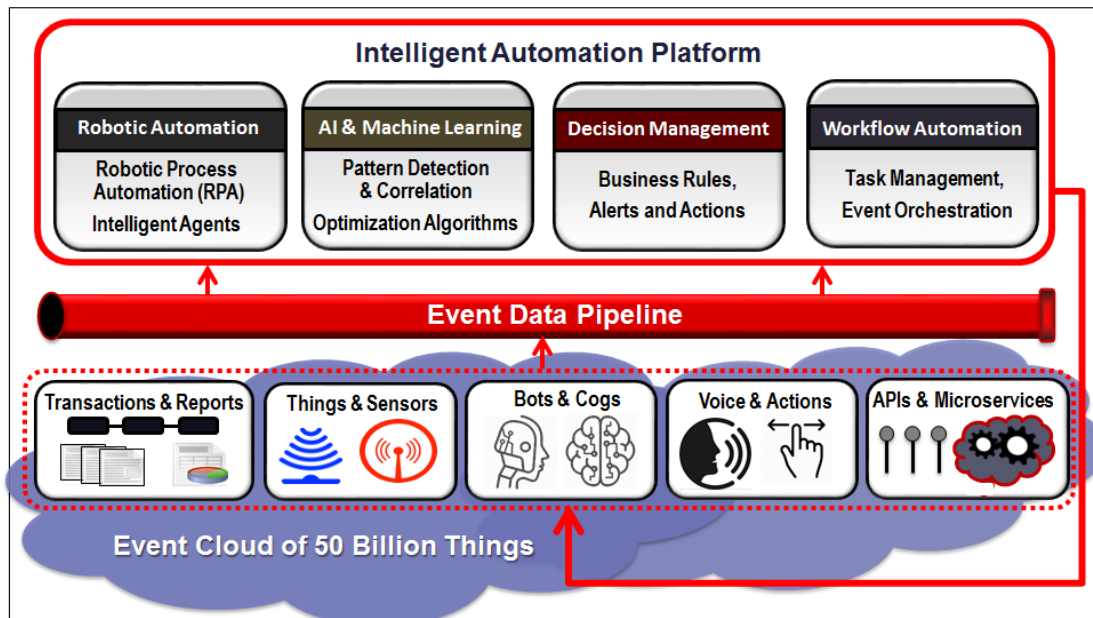 Intelligent Automation Platform
Robotic Automation
Robotic Process
Automation (RPA)
Intelligent Agents
AI & Machine Learning
Pattern Detection
& Correlation
Optimization Algorithms
Decision Management
Business Rules,
Alerts and Actions
Workflow Automation
Task Management,
Event Orchestration
Event Data Pipeline
Transactions & Reports
Things & Sensors
Bots & Cogs
Voice & Actions
APIs & Microservices
Event Cloud of 50 Billion Things